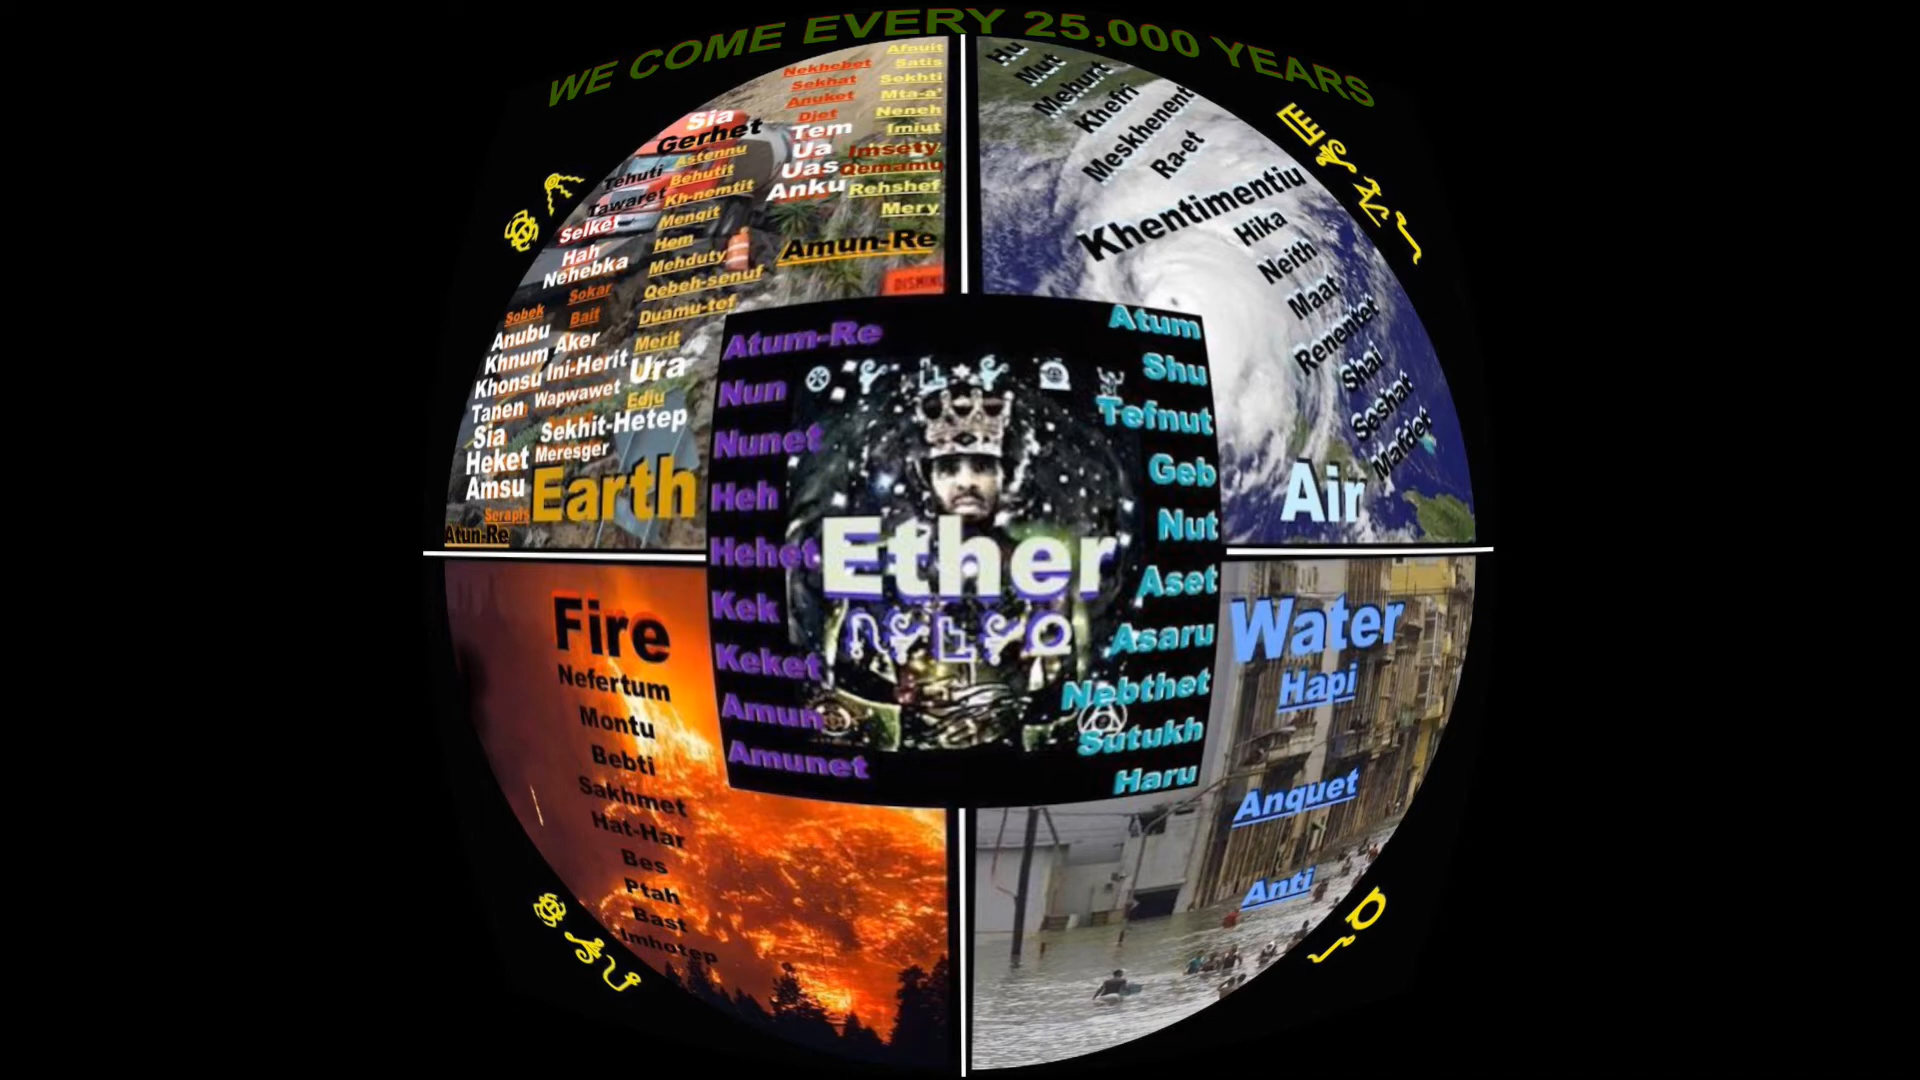 WE COME EVERY 25,000 YEARS
Afnuit
Nekhebet
Satis
Sekhat
Sekhti
Anuket
Mta-a'
Djet
Neneh
Sia
Gerhet
Tem
Imiut
Ua
Imsety
Uas
Qemamu
Anku
Rehshef
Mery
Amun-Re
Astennu
Tehuti
Behutit
Tawaret
Kh-nemtit
Selket
Menqit
Hah
Hem
Nehebka
Mehduty
Sokar
Qebeh-senuf
Sobek
Bait
Duamu-tef
Anubu
Aker
Merit
Khnum
Ini-Herit
Ura
Khonsu
Wapwawet
Edju
Tanen
Sekhit-Hetep
Sia
Meresger
Heket
Amsu
Earth
Serapis
Atun-Re
Hu
Mut
Mehurt
Khefri
Meskhenent
Ra-et
Khentimentiu
Hika
Neith
Maat
Renentet
Shai
Seshat
Mafdet
Air
Atum-Re
Nun
Nunet
Heh
Hehet
Kek
Keket
Amun
Amunet
Ether
Atum
Shu
Tefnut
Geb
Nut
Aset
Asaru
Nebthet
Sutukh
Haru
Fire
Nefertum
Montu
Bebti
Sakhmet
Hat-Har
Bes
Ptah
Bast
Imhotep
Water
Hapi
Anquet
Anti